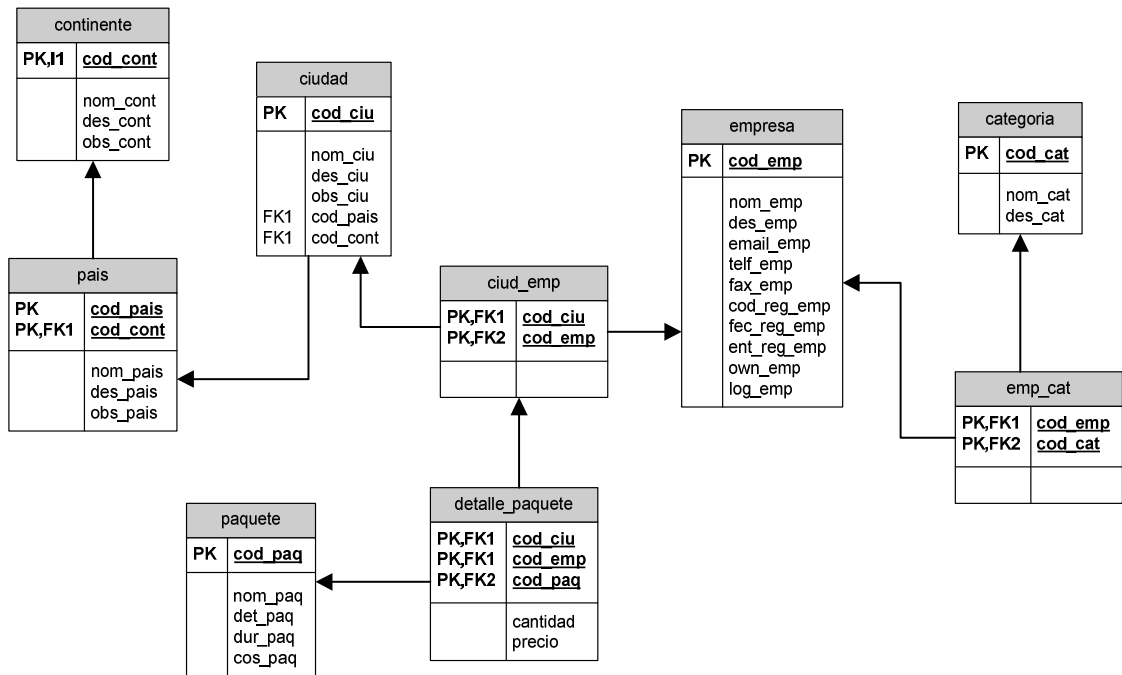 continente
PK,I1 cod_cont
nom_cont
des_cont
obs_cont
ciudad
PK cod_ciu
nom_ciu
des_ciu
obs_ciu
FK1 cod_pais
FK1 cod_cont
empresa
PK cod_emp
nom_emp
des_emp
email_emp
telf_emp
fax_emp
cod_reg_emp
fec_reg_emp
ent_reg_emp
own_emp
log_emp
categoria
PK cod_cat
nom_cat
des_cat
pais
PK cod_pais
PK,FK1 cod_cont
nom_pais
des_pais
obs_pais
ciud_emp
PK,FK1 cod_ciu
PK,FK2 cod_emp
emp_cat
PK,FK1 cod_emp
PK,FK2 cod_cat
paquete
PK cod_paq
nom_paq
det_paq
dur_paq
cos_paq
detalle_paquete
PK,FK1 cod_ciu
PK,FK1 cod_emp
PK,FK2 cod_paq
cantidad
precio